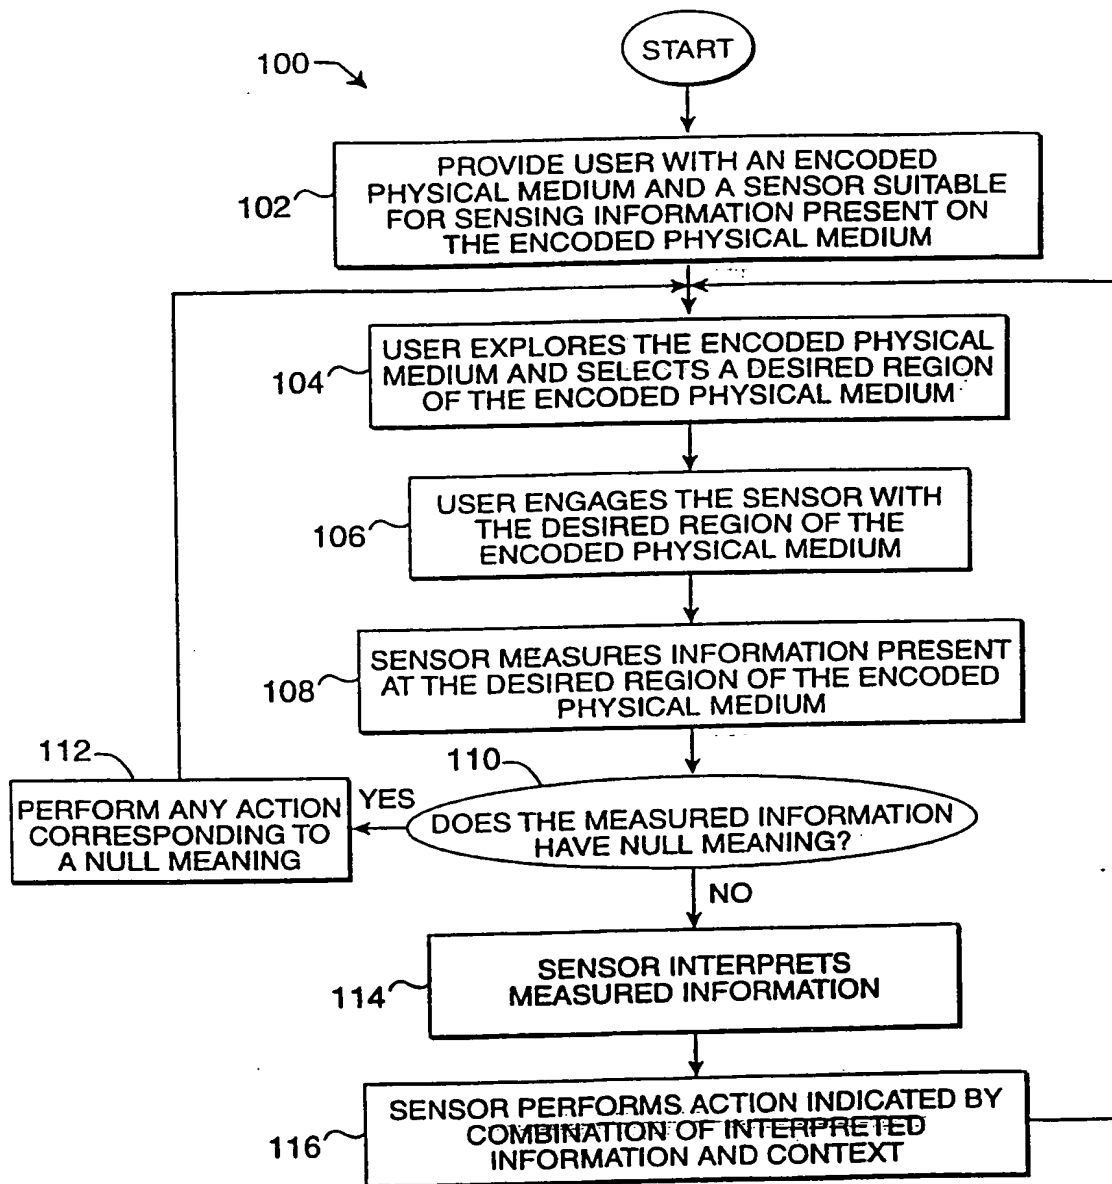 START
100
PROVIDE USER WITH AN ENCODED
PHYSICAL MEDIUM AND A SENSOR SUITABLE
FOR SENSING INFORMATION PRESENT ON
THE ENCODED PHYSICAL MEDIUM
102
USER EXPLORES THE ENCODED PHYSICAL
MEDIUM AND SELECTS A DESIRED REGION
OF THE ENCODED PHYSICAL MEDIUM
104
USER ENGAGES THE SENSOR WITH
THE DESIRED REGION OF THE
ENCODED PHYSICAL MEDIUM
106
SENSOR MEASURES INFORMATION PRESENT
AT THE DESIRED REGION OF THE ENCODED
PHYSICAL MEDIUM
108
112
110
PERFORM ANY ACTION
CORRESPONDING TO
A NULL MEANING
YES
DOES THE MEASURED INFORMATION
HAVE NULL MEANING?
NO
SENSOR INTERPRETS
MEASURED INFORMATION
114
SENSOR PERFORMS ACTION INDICATED BY
COMBINATION OF INTERPRETED
INFORMATION AND CONTEXT
116